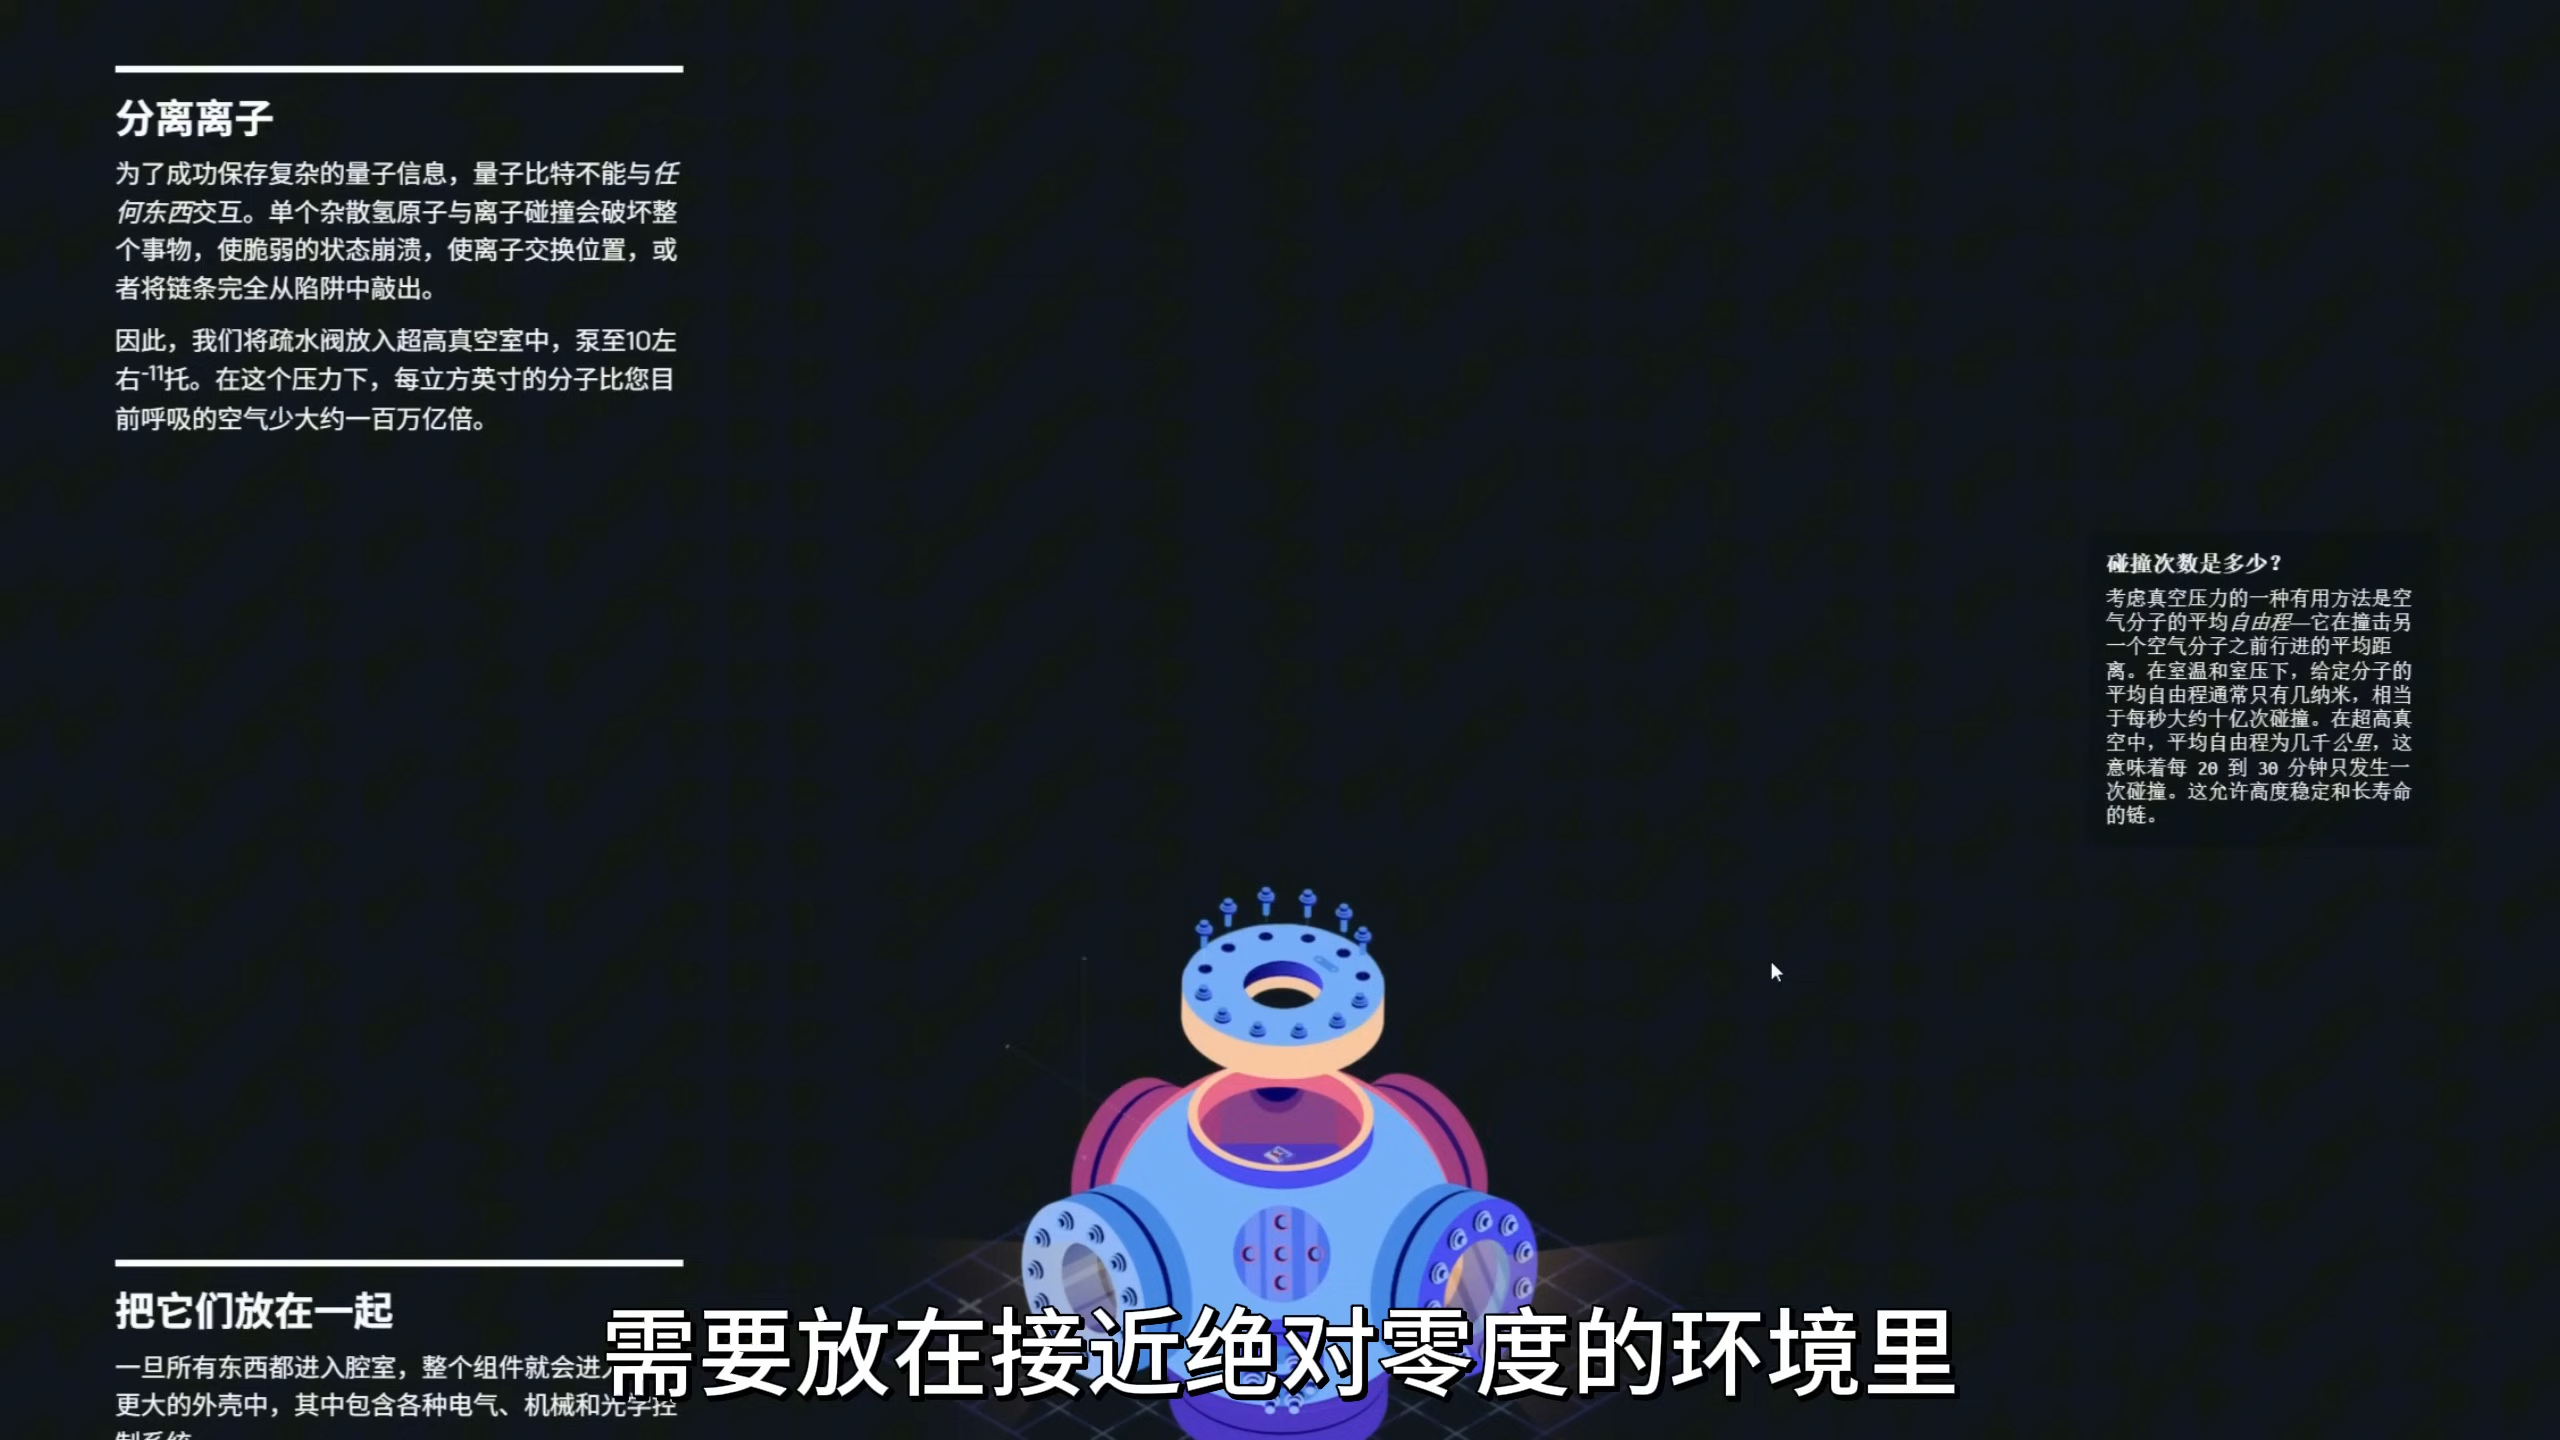 分离离子
为了成功保存复杂的量子信息，量子比特不能与任
何东西交互。单个杂散氢原子与离子碰撞会破坏整
个事物，使脆弱的状态崩溃，使离子交换位置，或
者将链条完全从陷阱中敲出。
因此，我们将疏水阀放入超高真空室中，泵至10左
右-11托。在这个压力下，每立方英寸的分子比您目
前呼吸的空气少大约一百万亿倍。
碰撞次数是多少？
考虑真空压力的一种有用方法是空
气分子的平均自由程—它在撞击另
一个空气分子之前行进的平均距
离。在室温和室压下，给定分子的
平均自由程通常只有几纳米，相当
于每秒大约十亿次碰撞。在超高真
空中，平均自由程为几千公里，这
意味着每 20 到 30 分钟只发生一
次碰撞。这允许高度稳定和长寿命
的链。
把它们放在一起
一旦所有东西都进入腔室，整个组件就会进入
更大的外壳中，其中包含各种电气、机械和光学控
制系统
需要放在接近绝对零度的环境里